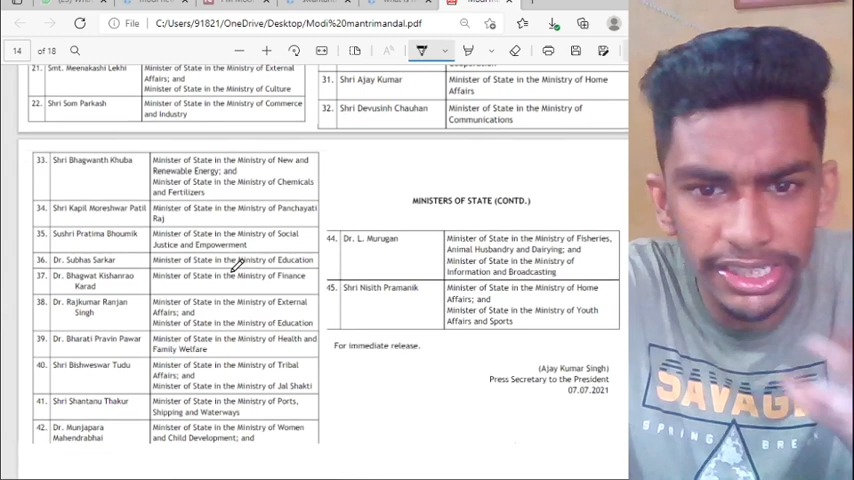 File
C:/Users/91821/OneDrive/Desktop/Modi%20mantrimandal.pdf
14
of 18
21. Smt. Meenakashi Lekhi
Minister of State in the Ministry of External
Affairs; and
Minister of State in the Ministry of Culture
22. Shri Som Parkash
Minister of State in the Ministry of Commerce
and Industry
31. Shri Ajay Kumar
Minister of State in the Ministry of Home
Affairs
32. Shri Devusinh Chauhan
Minister of State in the Ministry of
Communications
33. Shri Bhagwanth Khuba
Minister of State in the Ministry of New and
Renewable Energy; and
Minister of State in the Ministry of Chemicals
and Fertilizers
34. Shri Kapil Moreshwar Patil
Minister of State in the Ministry of Panchayati
Raj
35. Sushri Pratima Bhoumik
Minister of State in the Ministry of Social
Justice and Empowerment
36. Dr. Subhas Sarkar
Minister of State in the Ministry of Education
37. Dr. Bhagwat Kishanrao
Karad
Minister of State in the Ministry of Finance
38. Dr. Rajkumar Ranjan
Singh
Minister of State in the Ministry of External
Affairs; and
Minister of State in the Ministry of Education
39. Dr. Bharati Pravin Pawar
Minister of State in the Ministry of Health and
Family Welfare
40. Shri Bishweswar Tudu
Minister of State in the Ministry of Tribal
Affairs; and
Minister of State in the Ministry of Jal Shakti
41. Shri Shantanu Thakur
Minister of State in the Ministry of Ports,
Shipping and Waterways
42. Dr. Munjapara
Mahendrabhai
Minister of State in the Ministry of Women
and Child Development; and
MINISTERS OF STATE (CONTD.)
44. Dr. L. Murugan
Minister of State in the Ministry of Fisheries,
Animal Husbandry and Dairying; and
Minister of State in the Ministry of
Information and Broadcasting
45. Shri Nisith Pramanik
Minister of State in the Ministry of Home
Affairs; and
Minister of State in the Ministry of Youth
Affairs and Sports
For immediate release.
(Ajay Kumar Singh)
Press Secretary to the President
07.07.2021
SAVAGE
SPRING BREAK